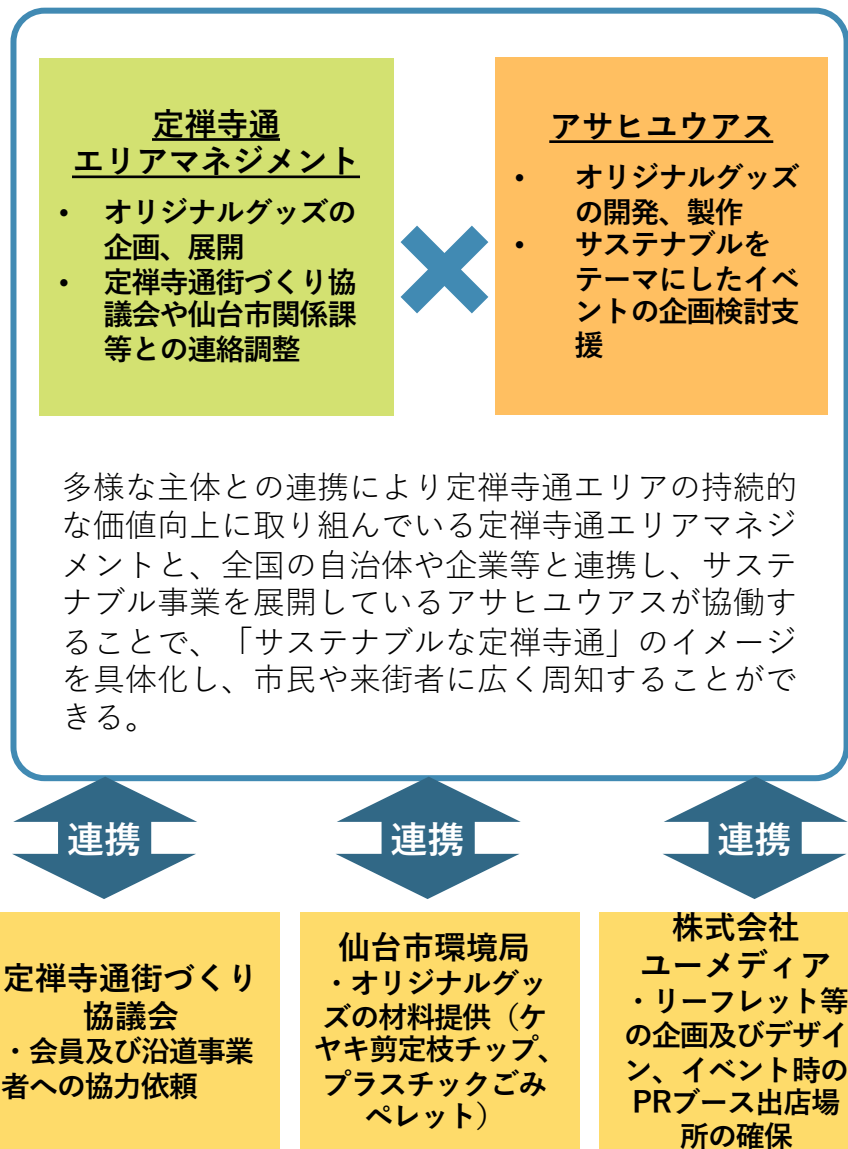 定禅寺通
エリアマネジメント
• オリジナルグッズの
企画、展開
• 定禅寺通街づくり協
議会や仙台市関係課
等との連絡調整
アサヒユウアス
• オリジナルグッズ
の開発、製作
• サステナブルを
テーマにしたイベ
ントの企画検討支
援
多様な主体との連携により定禅寺通エリアの持続的
な価値向上に取り組んでいる定禅寺通エリアマネジ
メントと、全国の自治体や企業等と連携し、サステ
ナブル事業を展開しているアサヒユウアスが協働す
ることで、「サステナブルな定禅寺通」のイメージ
を具体化し、市民や来街者に広く周知することがで
きる。
連携
連携
連携
定禅寺通街づくり
協議会
・会員及び沿道事業
者への協力依頼
仙台市環境局
・オリジナルグッ
ズの材料提供（ケ
ヤキ剪定枝チップ、
プラスチックごみ
ペレット）
株式会社
ユーメディア
・リーフレット等
の企画及びデザイ
ン、イベント時の
PRブース出店場
所の確保